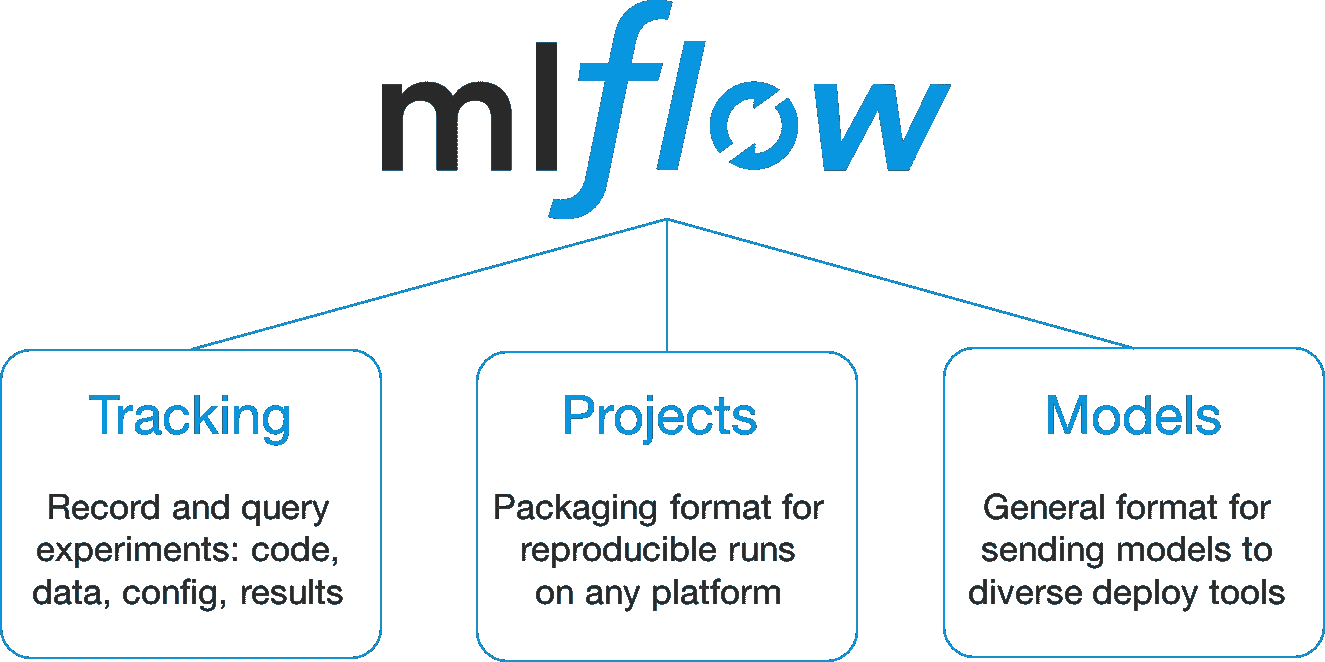 mlflow
Tracking
Record and query
experiments: code,
data, config, results
Projects
Packaging format for
reproducible runs
on any platform
Models
General format for
sending models to
diverse deploy tools